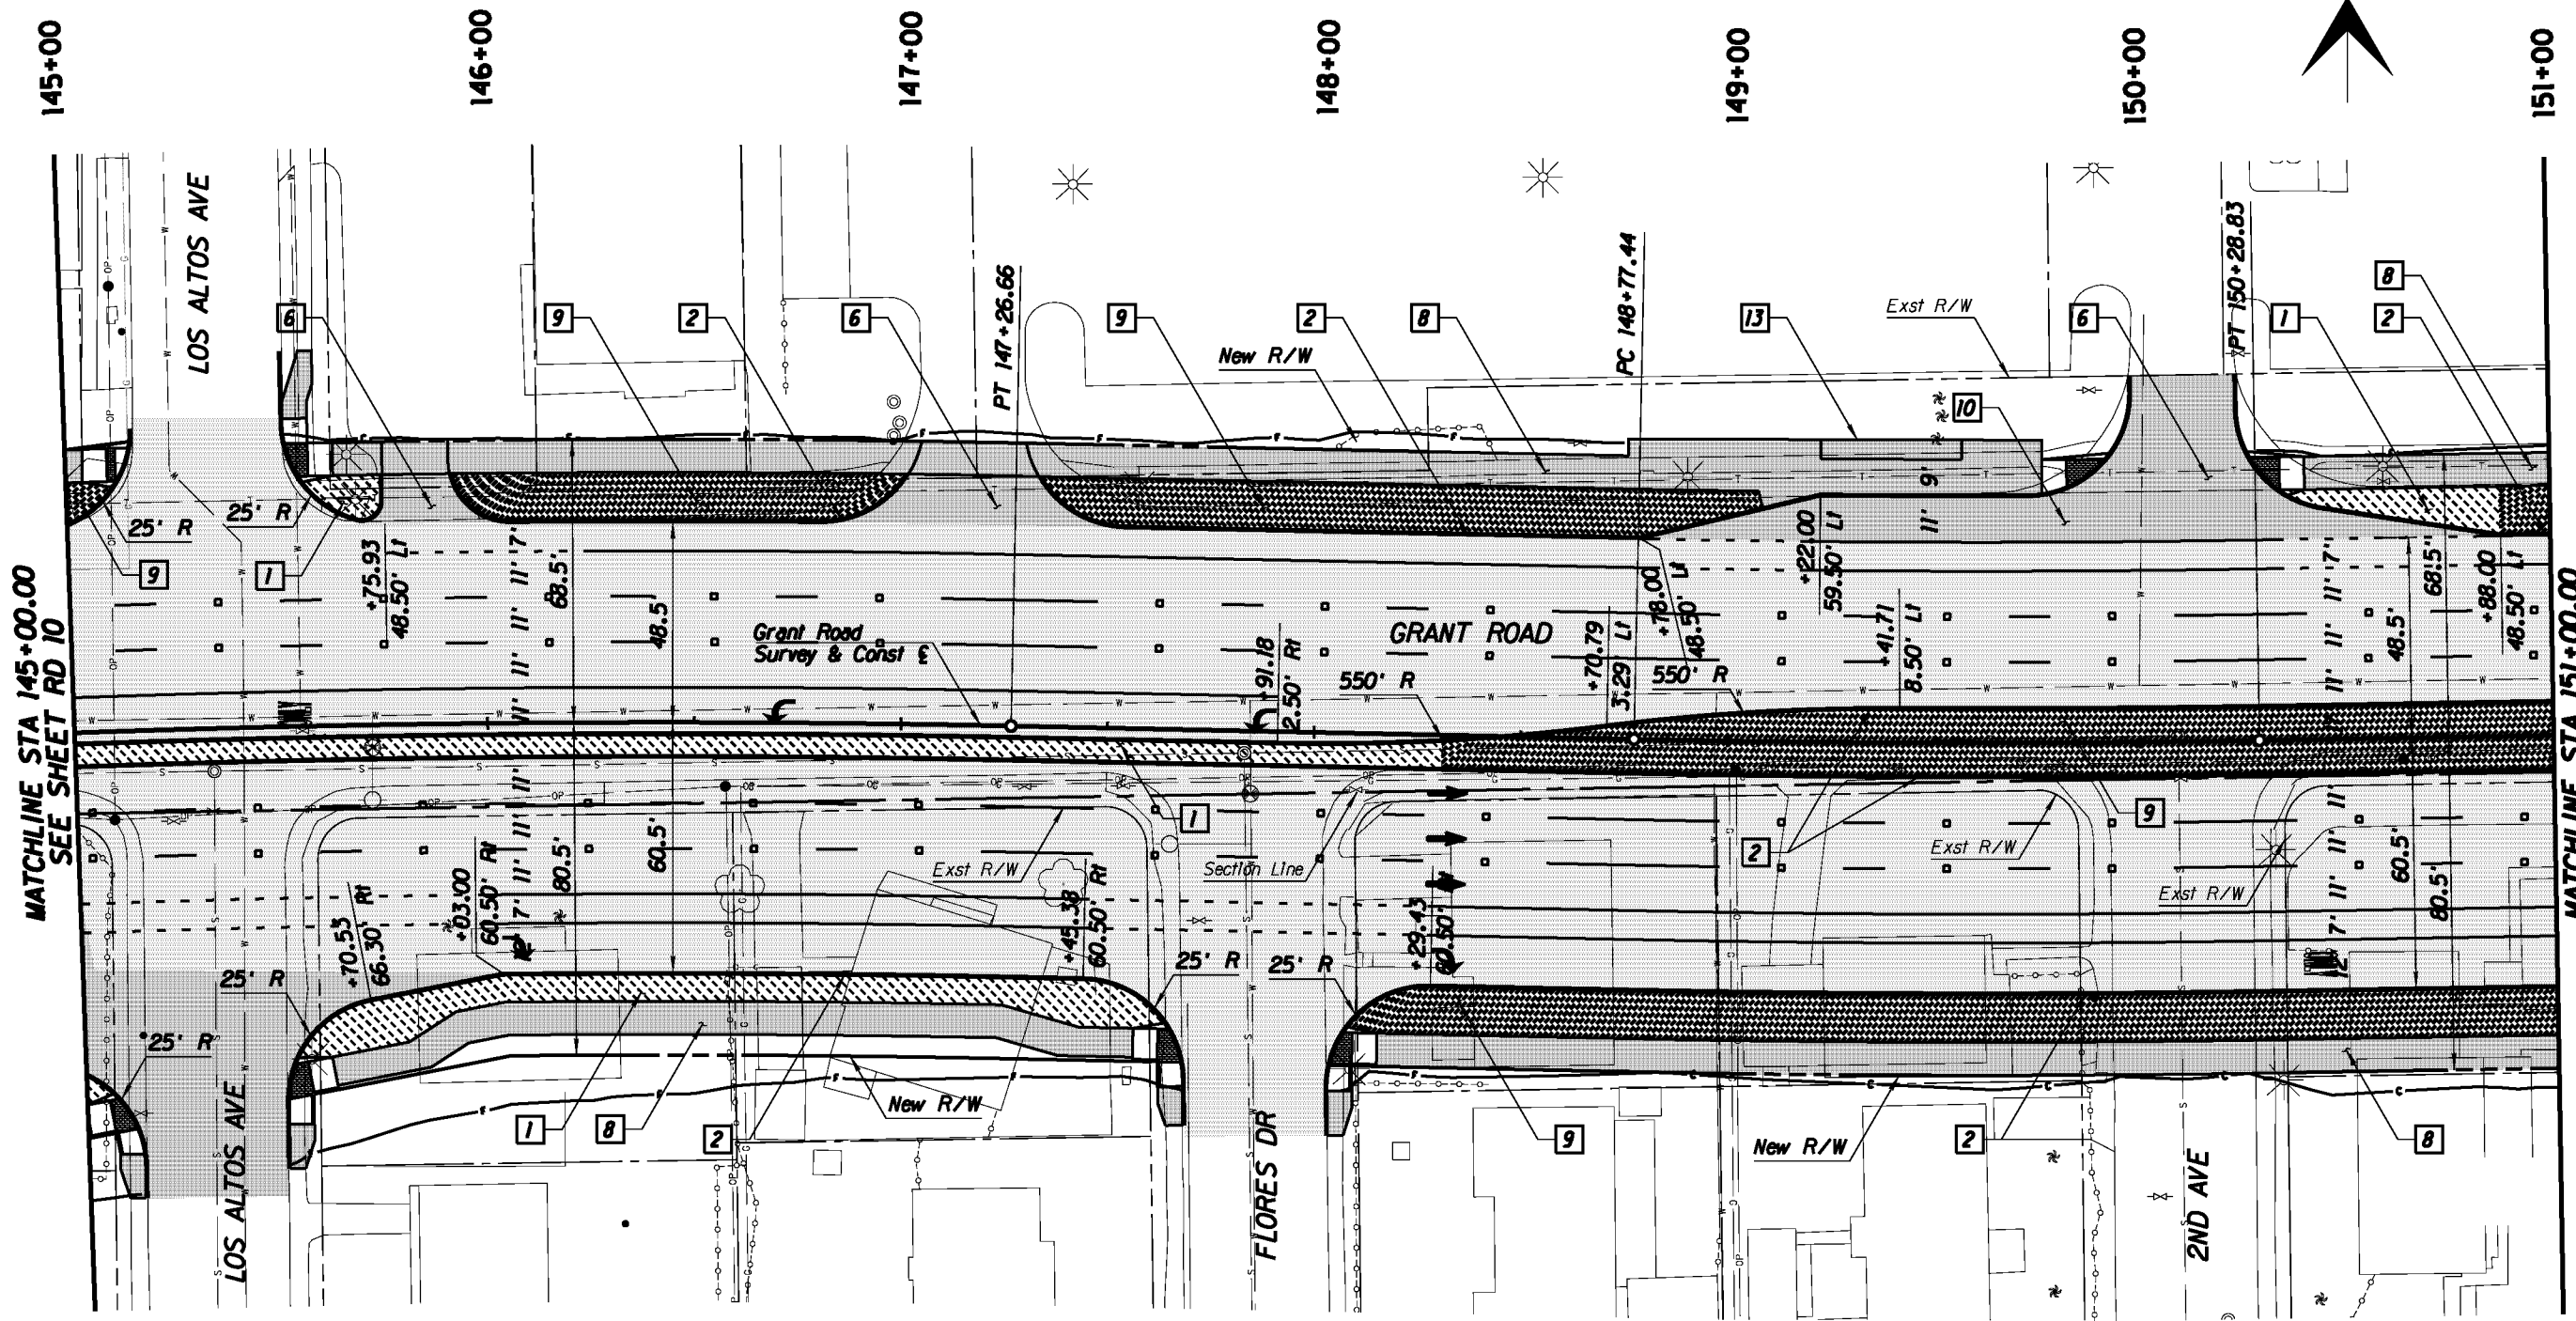 145+00
146+00
147+00
148+00
149+00
150+00
151+00
LOS ALTOS AVE
PT 147+26.66
PC 148+77.44
PT 150+28.83
6
9
2
6
9
2
8
13
6
1
8
2
10
Exst R/W
New R/W
25' R
25' R
9
1
+75.93
48.50' Lt
11' 11' 11' 7'
68.5'
48.5'
+78.00
48.50' Lt
+22.00
59.50' Lt
11' 9'
+41.71
8.50' Lt
11' 11' 11' 7'
48.5'
68.5'
+88.00
48.50' Lt
MATCHLINE STA 145+00.00
SEE SHEET RD 10
Grant Road
Survey & Const ℄
GRANT ROAD
+91.18
2.50' Rt
550' R
+70.79
3.29' Lt
550' R
MATCHLINE STA 151+00.00
1
2
9
Exst R/W
Section Line
Exst R/W
Exst R/W
+70.53
66.30' Rt
+03.00
60.50' Rt
12' 7' 11' 11' 11'
80.5'
60.5'
+45.38
60.50' Rt
+29.43
60.50' Rt
12' 7' 11' 11' 11'
60.5'
80.5'
25' R
25' R
25' R
25' R
1
8
2
New R/W
9
New R/W
2
8
LOS ALTOS AVE
FLORES DR
2ND AVE